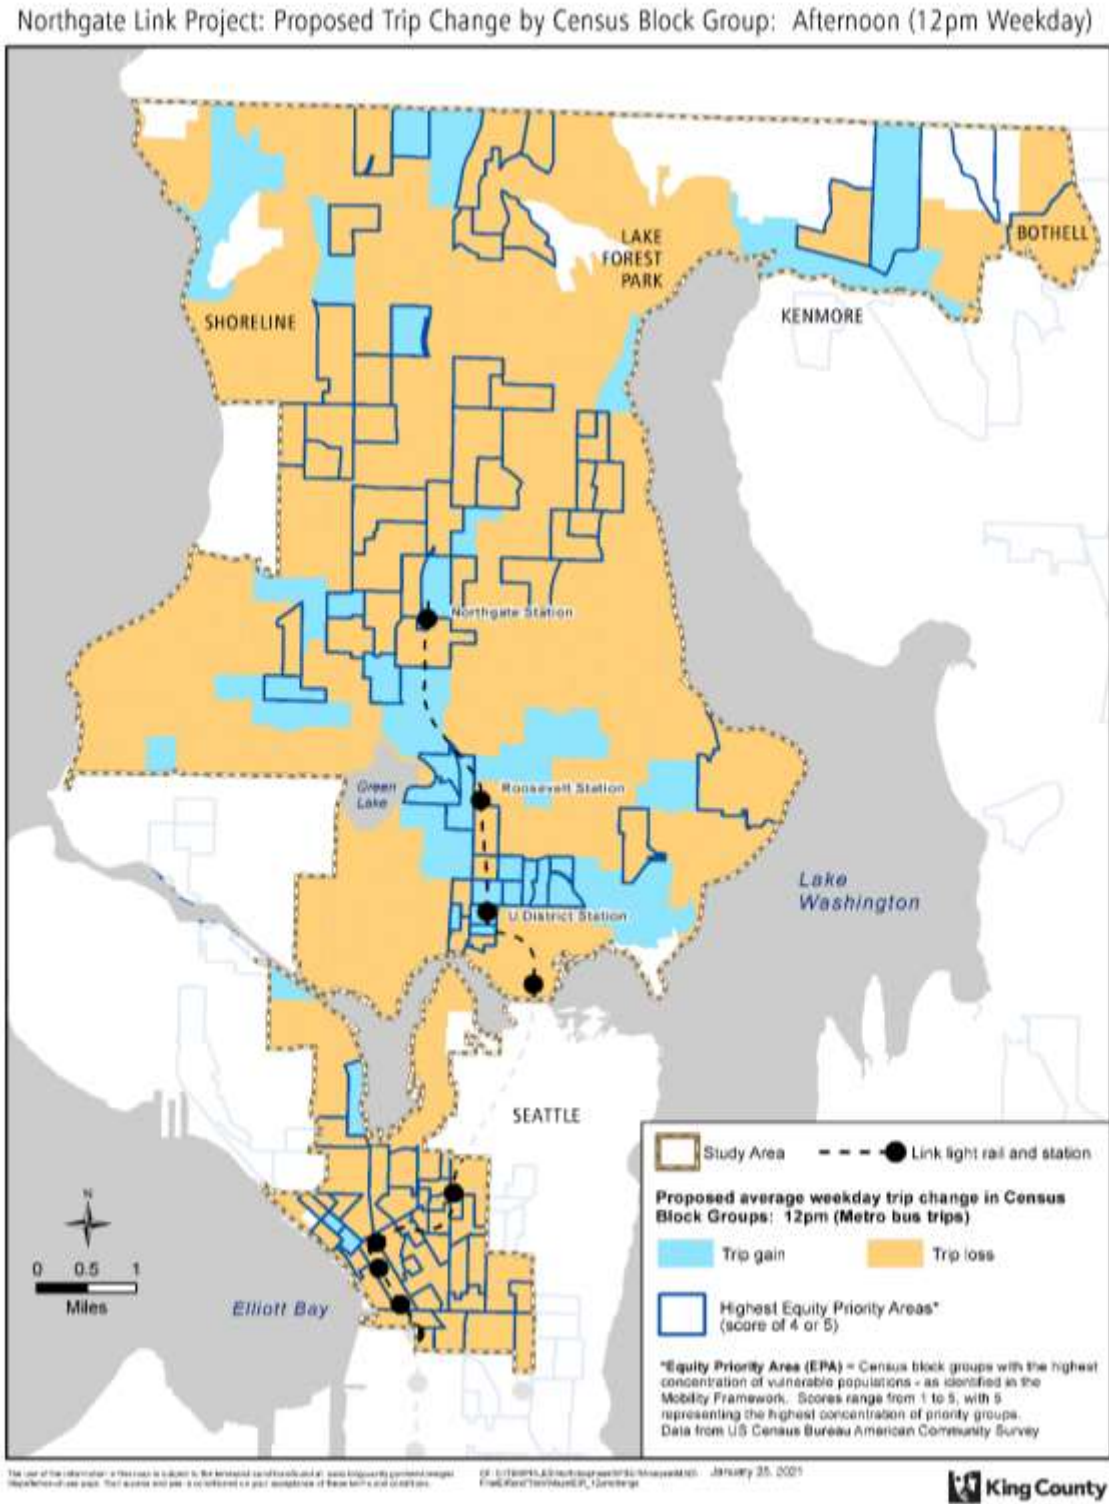 Northgate Link Project: Proposed Trip Change by Census Block Group: Afternoon (12pm Weekday)
LAKE
FOREST
PARK
BOTHELL
SHORELINE
KENMORE
Northgate Station
Green
Lake
Roosevelt Station
Lake
Washington
U District Station
SEATTLE
N
0 0.5 1
Miles
Elliott Bay
Study Area
Link light rail and station
Proposed average weekday trip change in Census
Block Groups: 12pm (Metro bus trips)
Trip gain
Trip loss
Highest Equity Priority Areas*
(score of 4 or 5)
*Equity Priority Area (EPA) = Census block groups with the highest
concentration of vulnerable populations - as identified in the
Mobility Framework. Scores range from 1 to 5, with 5
representing the highest concentration of priority groups.
Data from US Census Bureau American Community Survey
January 25, 2021
King County